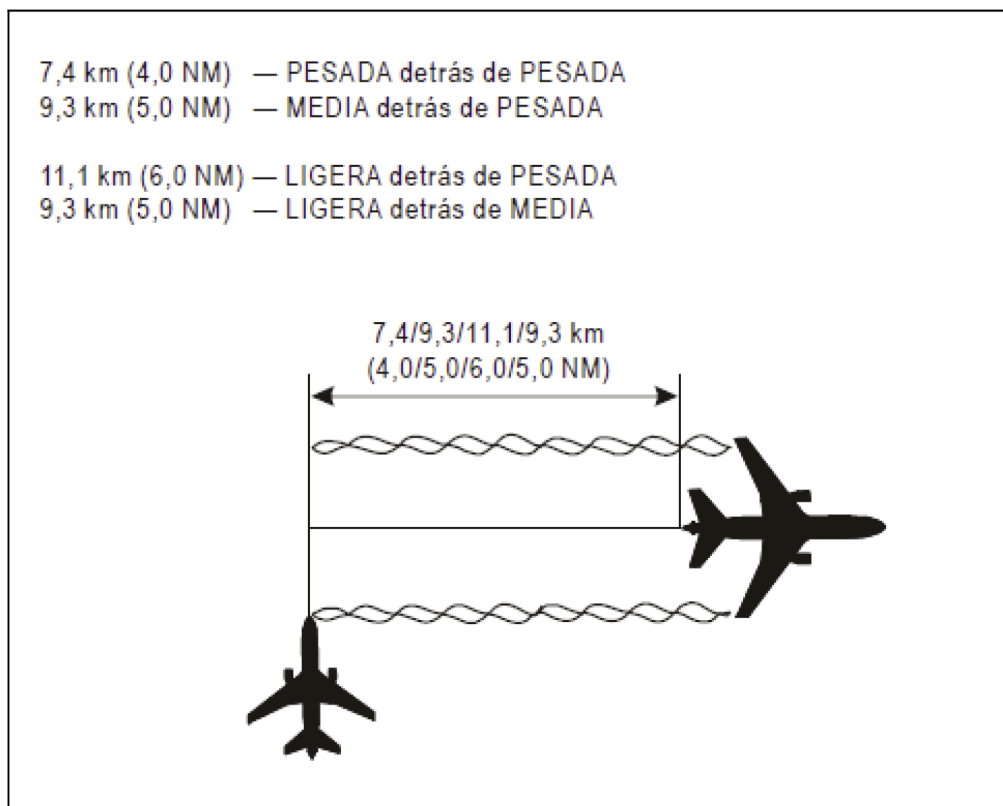 7,4 km (4,0 NM) — PESADA detrás de PESADA
9,3 km (5,0 NM) — MEDIA detrás de PESADA
11,1 km (6,0 NM) — LIGERA detrás de PESADA
9,3 km (5,0 NM) — LIGERA detrás de MEDIA
7,4/9,3/11,1/9,3 km
(4,0/5,0/6,0/5,0 NM)